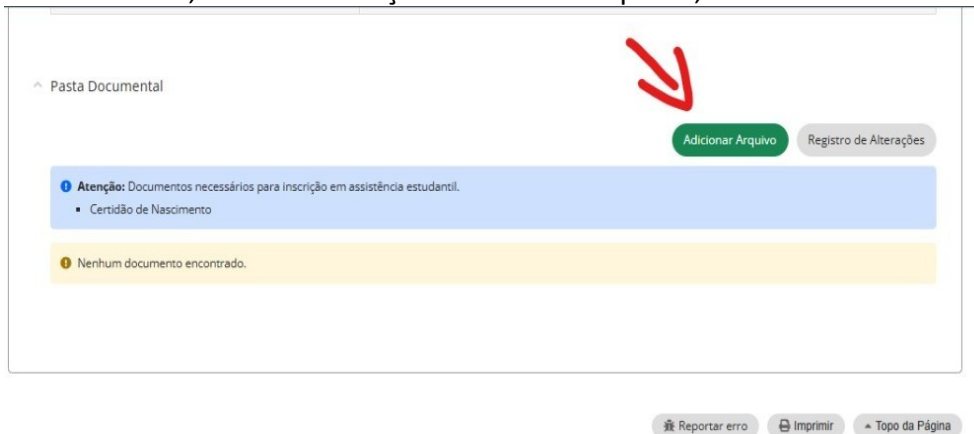 Pasta Documental
Adicionar Arquivo Registro de Alterações
Atenção: Documentos necessários para inscrição em assistência estudantil.
Certidão de Nascimento
Nenhum documento encontrado.
Reportar erro Imprimir Topo da Página